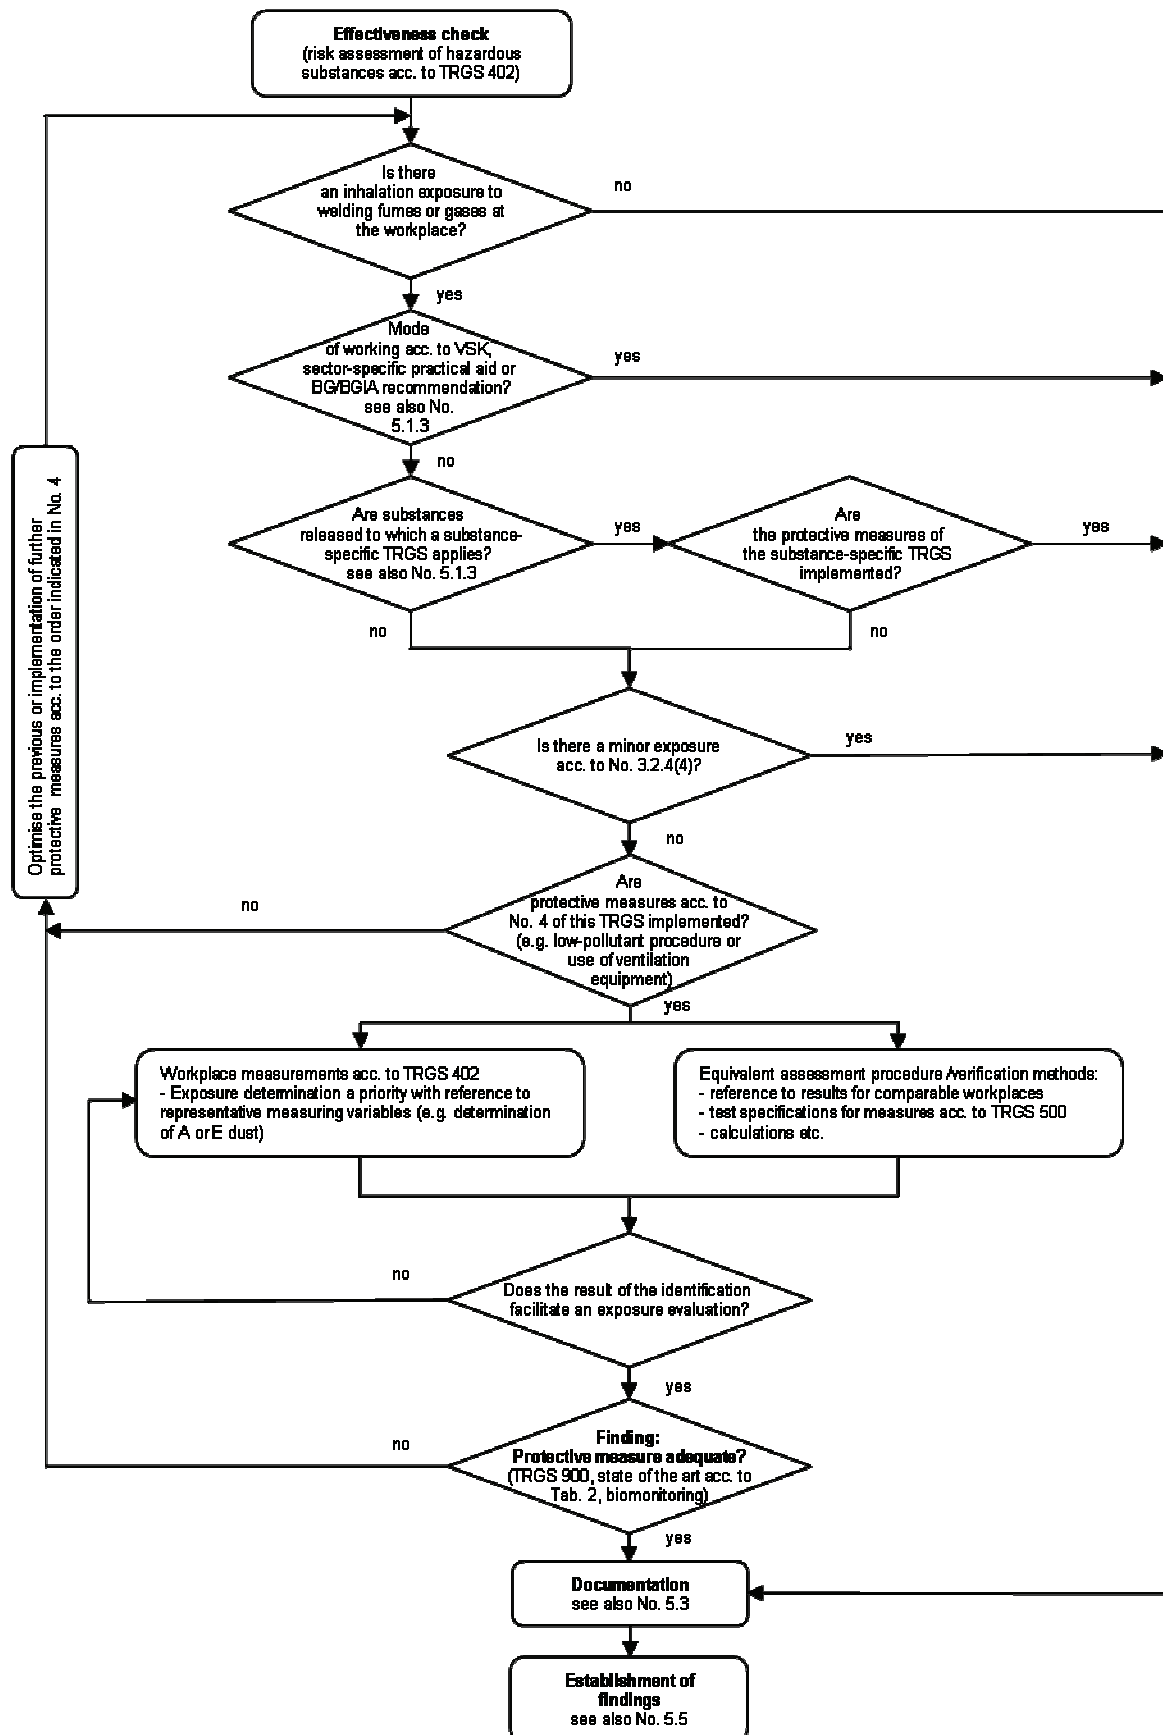 Effectiveness check
(risk assessment of hazardous
substances acc. to TRGS 402)
Is there
an inhalation exposure to
welding fumes or gases at
the workplace?
no
yes
Mode
of working acc. to VSK,
sector-specific practical aid or
BG/BGIA recommendation?
see also No.
5.1.3
yes
no
Are substances
released to which a substance-
specific TRGS applies?
see also No. 5.1.3
yes
Are
the protective measures of
the substance-specific TRGS
implemented?
yes
no
no
Is there a minor exposure
acc. to No. 3.2.4(4)?
yes
no
Are
protective measures acc. to
No. 4 of this TRGS implemented?
(e.g. low-pollutant procedure or
use of ventilation
equipment)
no
yes
Optimise the previous or implementation of further
protective measures acc. to the order indicated in No. 4
Workplace measurements acc. to TRGS 402
- Exposure determination a priority with reference to
representative measuring variables (e.g. determination
of A or E dust)
Equivalent assessment procedure /verification methods:
- reference to results for comparable workplaces
- test specifications for measures acc. to TRGS 500
- calculations etc.
Does the result of the identification
facilitate an exposure evaluation?
no
yes
Finding:
Protective measure adequate?
(TRGS 900, state of the art acc. to
Tab. 2, biomonitoring)
no
yes
Documentation
see also No. 5.3
Establishment of
findings
see also No. 5.5